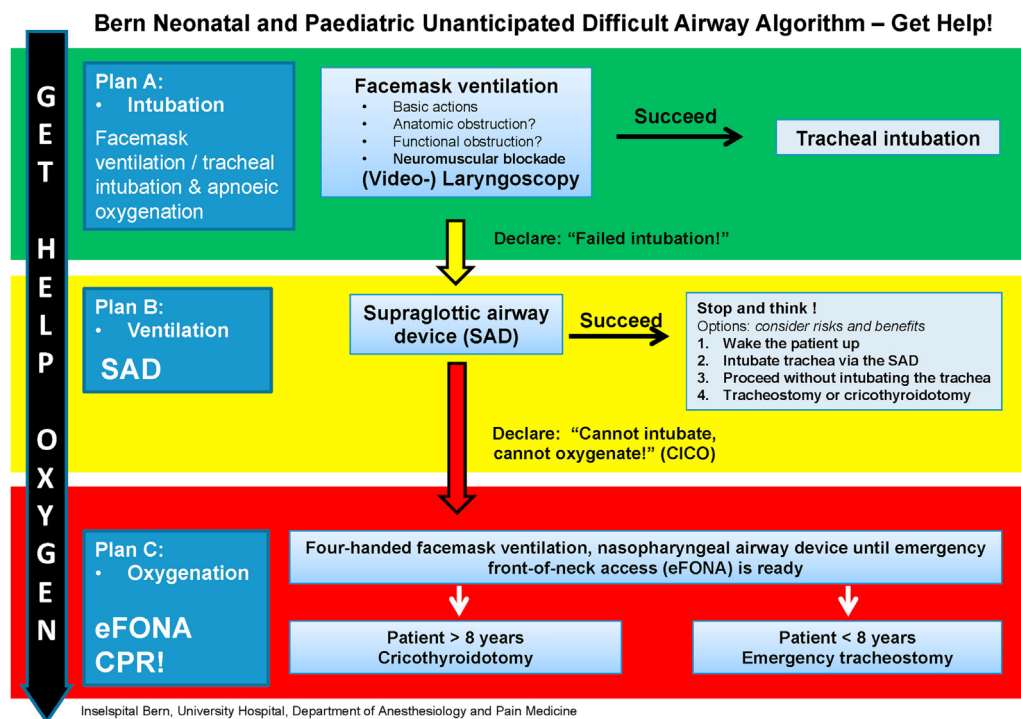 Bern Neonatal and Paediatric Unanticipated Difficult Airway Algorithm – Get Help!
GET HELP OXYGEN
Plan A:
• Intubation
Facemask
ventilation / tracheal
intubation & apnoeic
oxygenation
Facemask ventilation
• Basic actions
• Anatomic obstruction?
• Functional obstruction?
• Neuromuscular blockade
(Video-) Laryngoscopy
Succeed
Tracheal intubation
Declare: “Failed intubation!”
Plan B:
• Ventilation
SAD
Supraglottic airway
device (SAD)
Succeed
Stop and think !
Options: consider risks and benefits
1. Wake the patient up
2. Intubate trachea via the SAD
3. Proceed without intubating the trachea
4. Tracheostomy or cricothyroidotomy
Declare: “Cannot intubate,
cannot oxygenate!” (CICO)
Plan C:
• Oxygenation
eFONA
CPR!
Four-handed facemask ventilation, nasopharyngeal airway device until emergency
front-of-neck access (eFONA) is ready
Patient > 8 years
Cricothyroidotomy
Patient < 8 years
Emergency tracheostomy
Inselspital Bern, University Hospital, Department of Anesthesiology and Pain Medicine